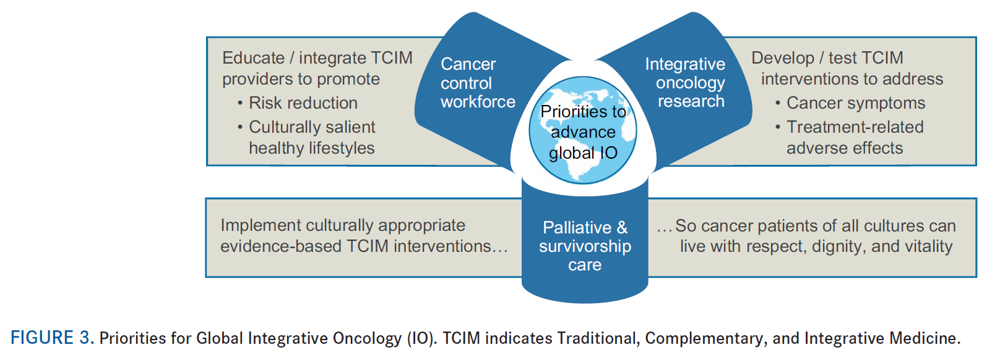 Educate / integrate TCIM
providers to promote
• Risk reduction
• Culturally salient
healthy lifestyles
Cancer
control
workforce
Priorities to
advance
global IO
Integrative
oncology
research
Develop / test TCIM
interventions to address
• Cancer symptoms
• Treatment-related
adverse effects
Implement culturally appropriate
evidence-based TCIM interventions…
Palliative &
survivorship
care
…So cancer patients of all cultures can
live with respect, dignity, and vitality
FIGURE 3. Priorities for Global Integrative Oncology (IO). TCIM indicates Traditional, Complementary, and Integrative Medicine.